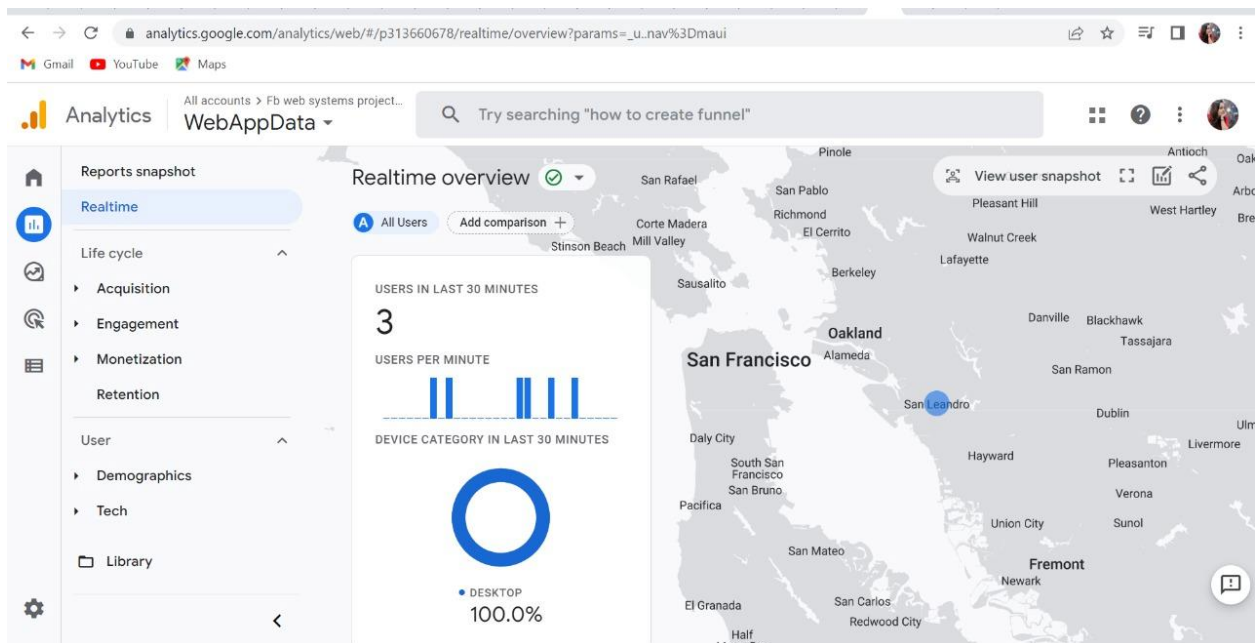 analytics.google.com/analytics/web/#/p313660678/realtime/overview?params=_u..nav%3Dmaui
Gmail
YouTube
Maps
Analytics
All accounts > Fb web systems project...
WebAppData
Try searching "how to create funnel"
Reports snapshot
Realtime
Life cycle
Acquisition
Engagement
Monetization
Retention
User
Demographics
Tech
Library
Realtime overview
View user snapshot
A All Users
Add comparison +
USERS IN LAST 30 MINUTES
3
USERS PER MINUTE
DEVICE CATEGORY IN LAST 30 MINUTES
DESKTOP
100.0%
Pinole
Antioch
Oak
San Rafael
San Pablo
Arbo
Pleasant Hill
Richmond
West Hartley
Bre
Corte Madera
El Cerrito
Stinson Beach
Mill Valley
Walnut Creek
Lafayette
Berkeley
Sausalito
Danville
Blackhawk
Oakland
Tassajara
San Francisco
Alameda
San Ramon
San Leandro
Dublin
Ulm
Daly City
Livermore
Hayward
Pleasanton
South San
Francisco
San Bruno
Verona
Pacifica
Union City
Sunol
San Mateo
Fremont
Newark
El Granada
San Carlos
Redwood City
Half